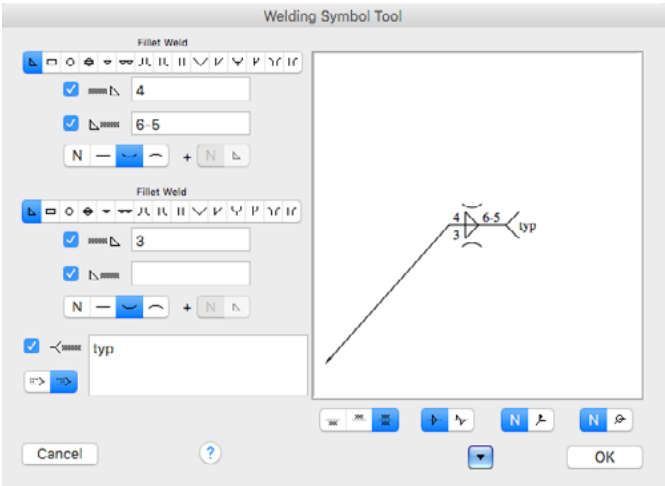 Welding Symbol Tool
Fillet Weld
4
6-5
N
+ N
Fillet Weld
3
N
+ N
typ
4 6-5
3
typ
N
N
Cancel
?
OK